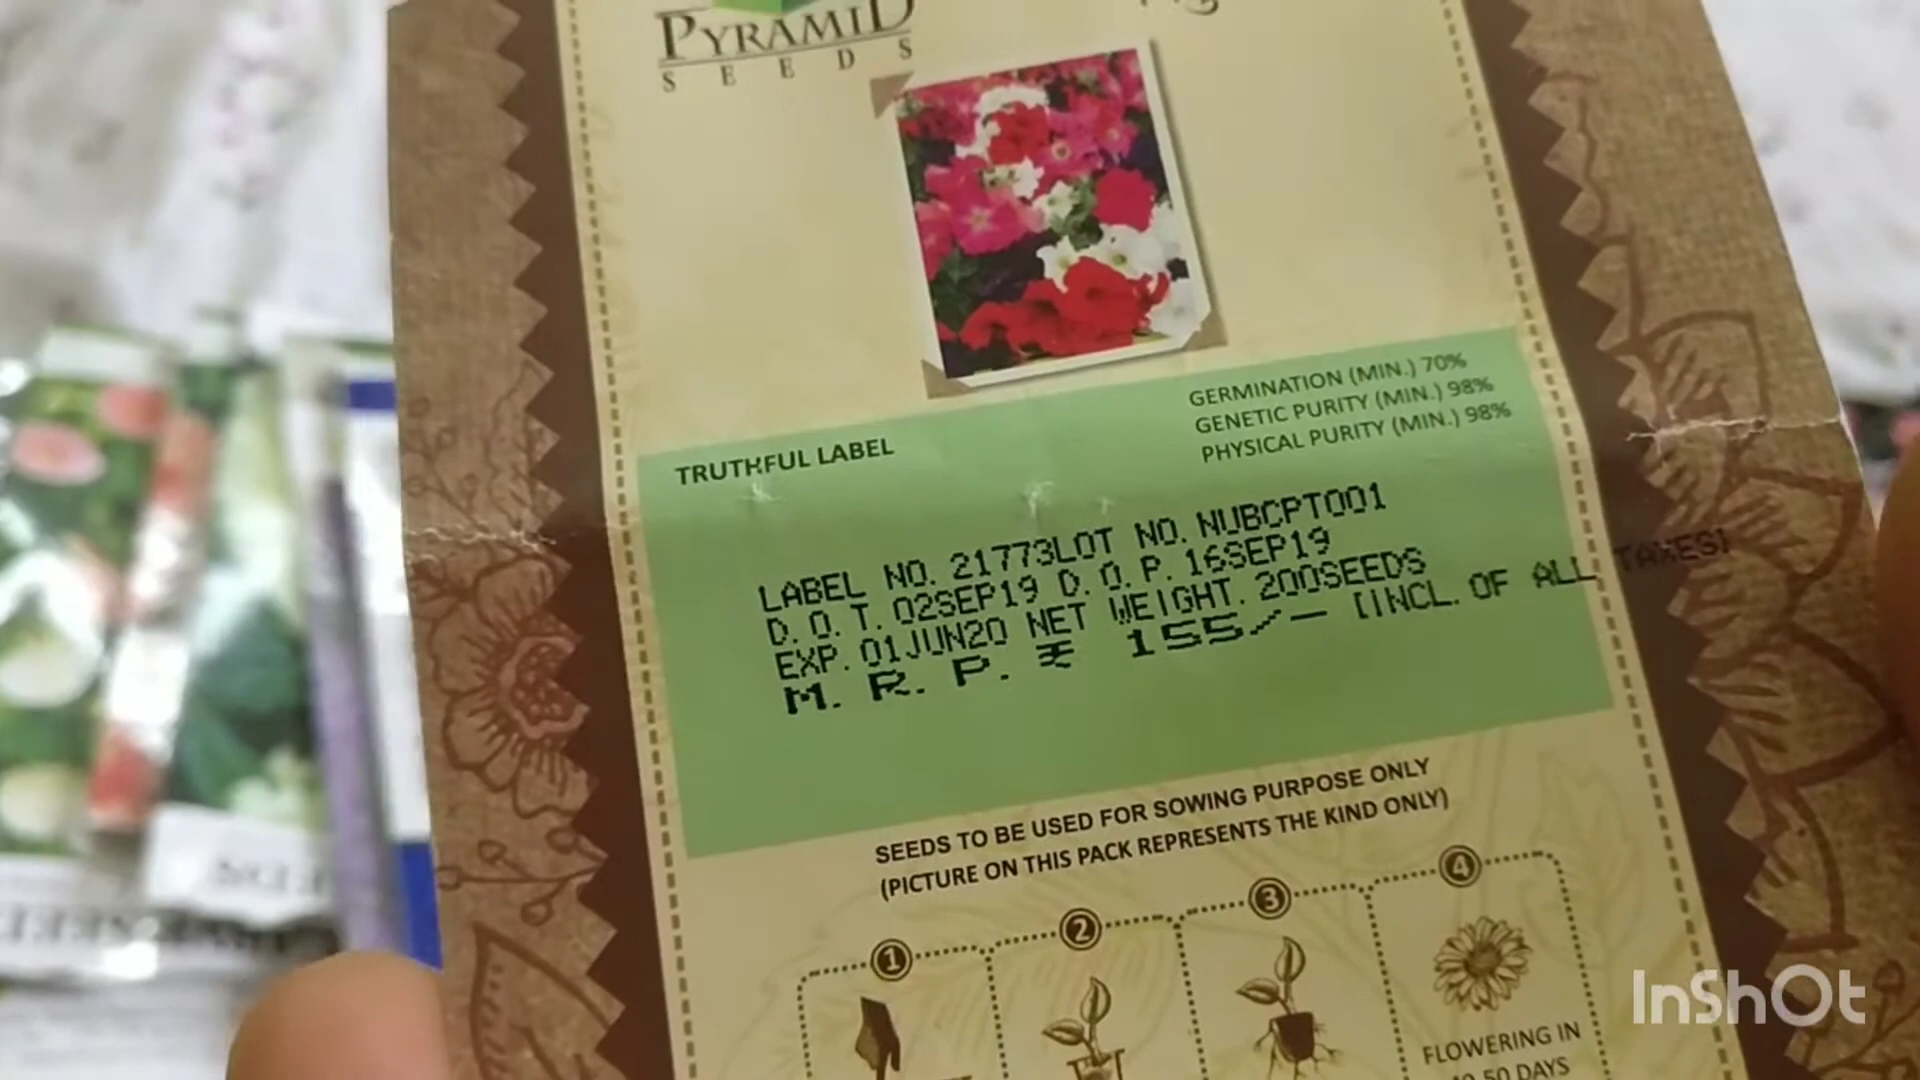 PYRAMID
SEEDS
GERMINATION (MIN.) 70%
GENETIC PURITY (MIN.) 98%
PHYSICAL PURITY (MIN.) 98%
TRUTHFUL LABEL
LABEL NO. 21773LOT NO. NUBCPT001
D. O. T. 02SEP19 D. O. P. 16SEP19
EXP. 01JUN20 NET WEIGHT. 200SEEDS
M. R. P. ₹ 155/- [INCL. OF ALL TAXES]
SEEDS TO BE USED FOR SOWING PURPOSE ONLY
(PICTURE ON THIS PACK REPRESENTS THE KIND ONLY)
1
2
3
4
FLOWERING IN
50 DAYS
InShOt